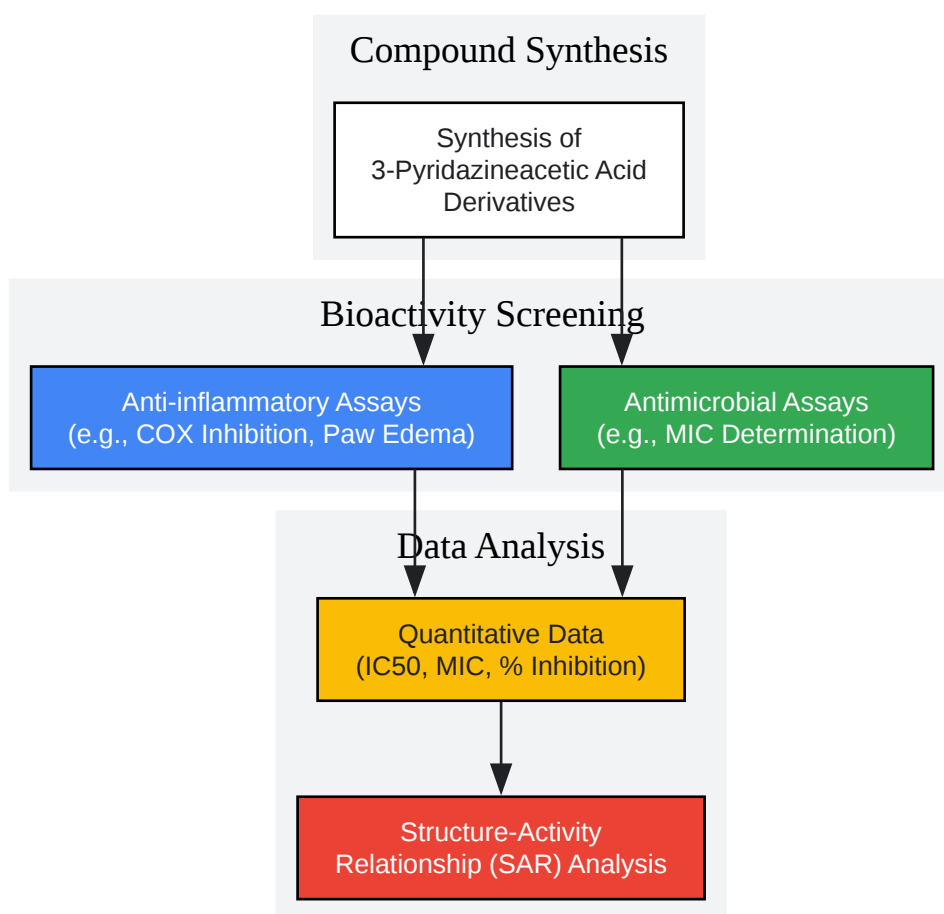 Compound Synthesis
Synthesis of
3-Pyridazineacetic Acid
Derivatives
Bioactivity Screening
Anti-inflammatory Assays
(e.g., COX Inhibition, Paw Edema)
Antimicrobial Assays
(e.g., MIC Determination)
Data Analysis
Quantitative Data
(IC50, MIC, % Inhibition)
Structure-Activity
Relationship (SAR) Analysis